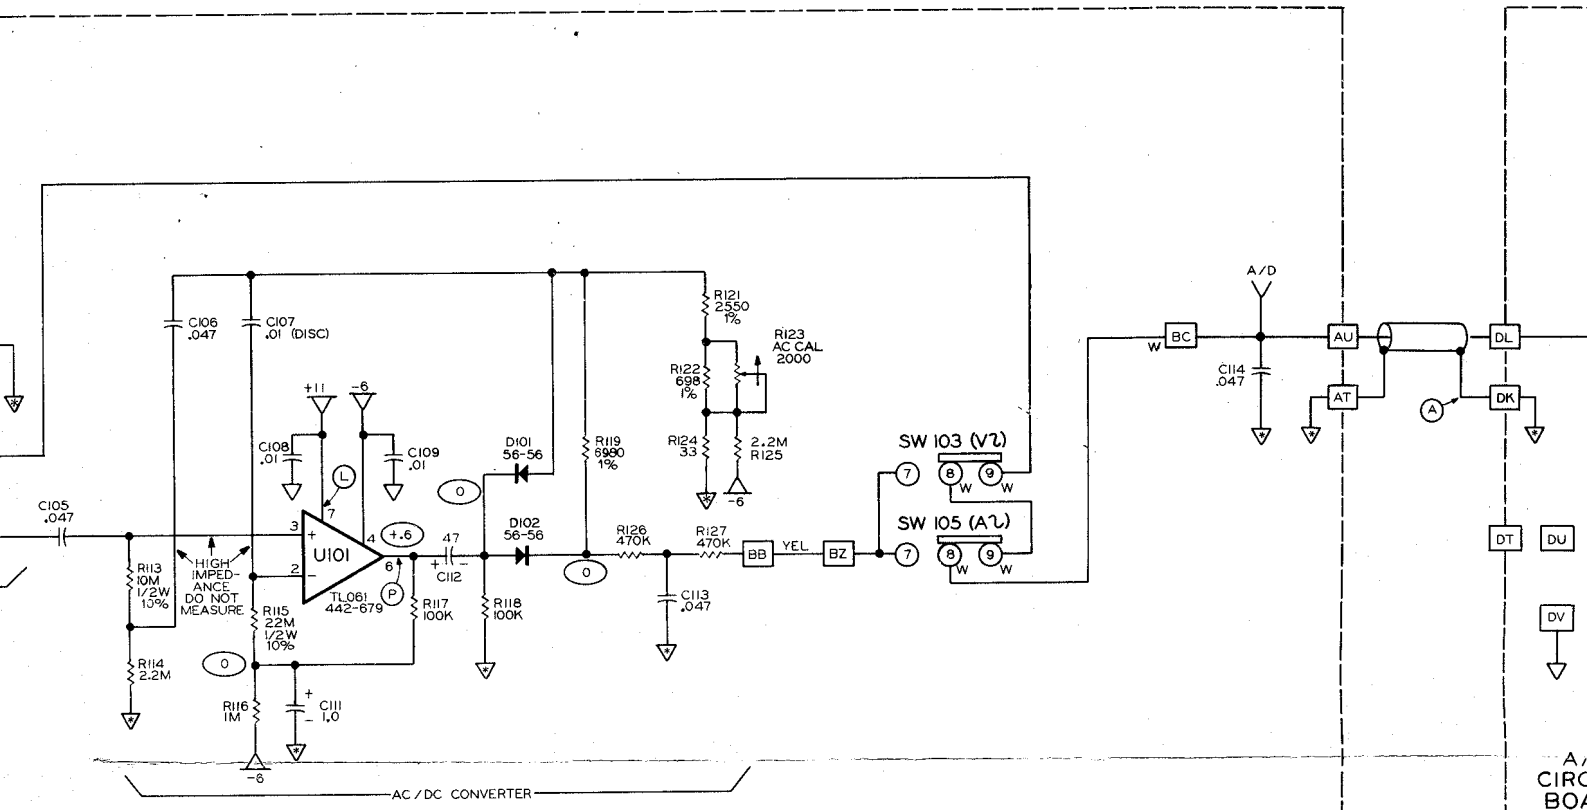 A/D
C106
.047
C107
.01 (DISC)
R121
2550
1%
R123
AC CAL
2000
R122
698
1%
BC
W
C114
.047
AU
DL
AT
A
DK
*
*
*
*
+11
-6
C108
.01
C109
.01
L
D101
56-56
0
R119
6980
1%
R124
33
*
2.2M
R125
-6
SW 103 (V~)
7
8
9
W
W
C105
.047
3
+
7
4
+.6
47
+
-
C112
D102
56-56
R126
470K
R127
470K
BB
YEL
BZ
SW 105 (A~)
7
8
9
W
W
DT
DU
R113
10M
1/2W
10%
HIGH
IMPED-
ANCE
DO NOT
MEASURE
2
-
U101
TL061
442-679
6
P
R117
100K
R118
100K
0
C113
.047
*
*
R115
22M
1/2W
10%
DV
R114
2.2M
*
0
R116
1M
+
-
C111
1.0
*
-6
AC/DC CONVERTER
A/
CIRC
BOA